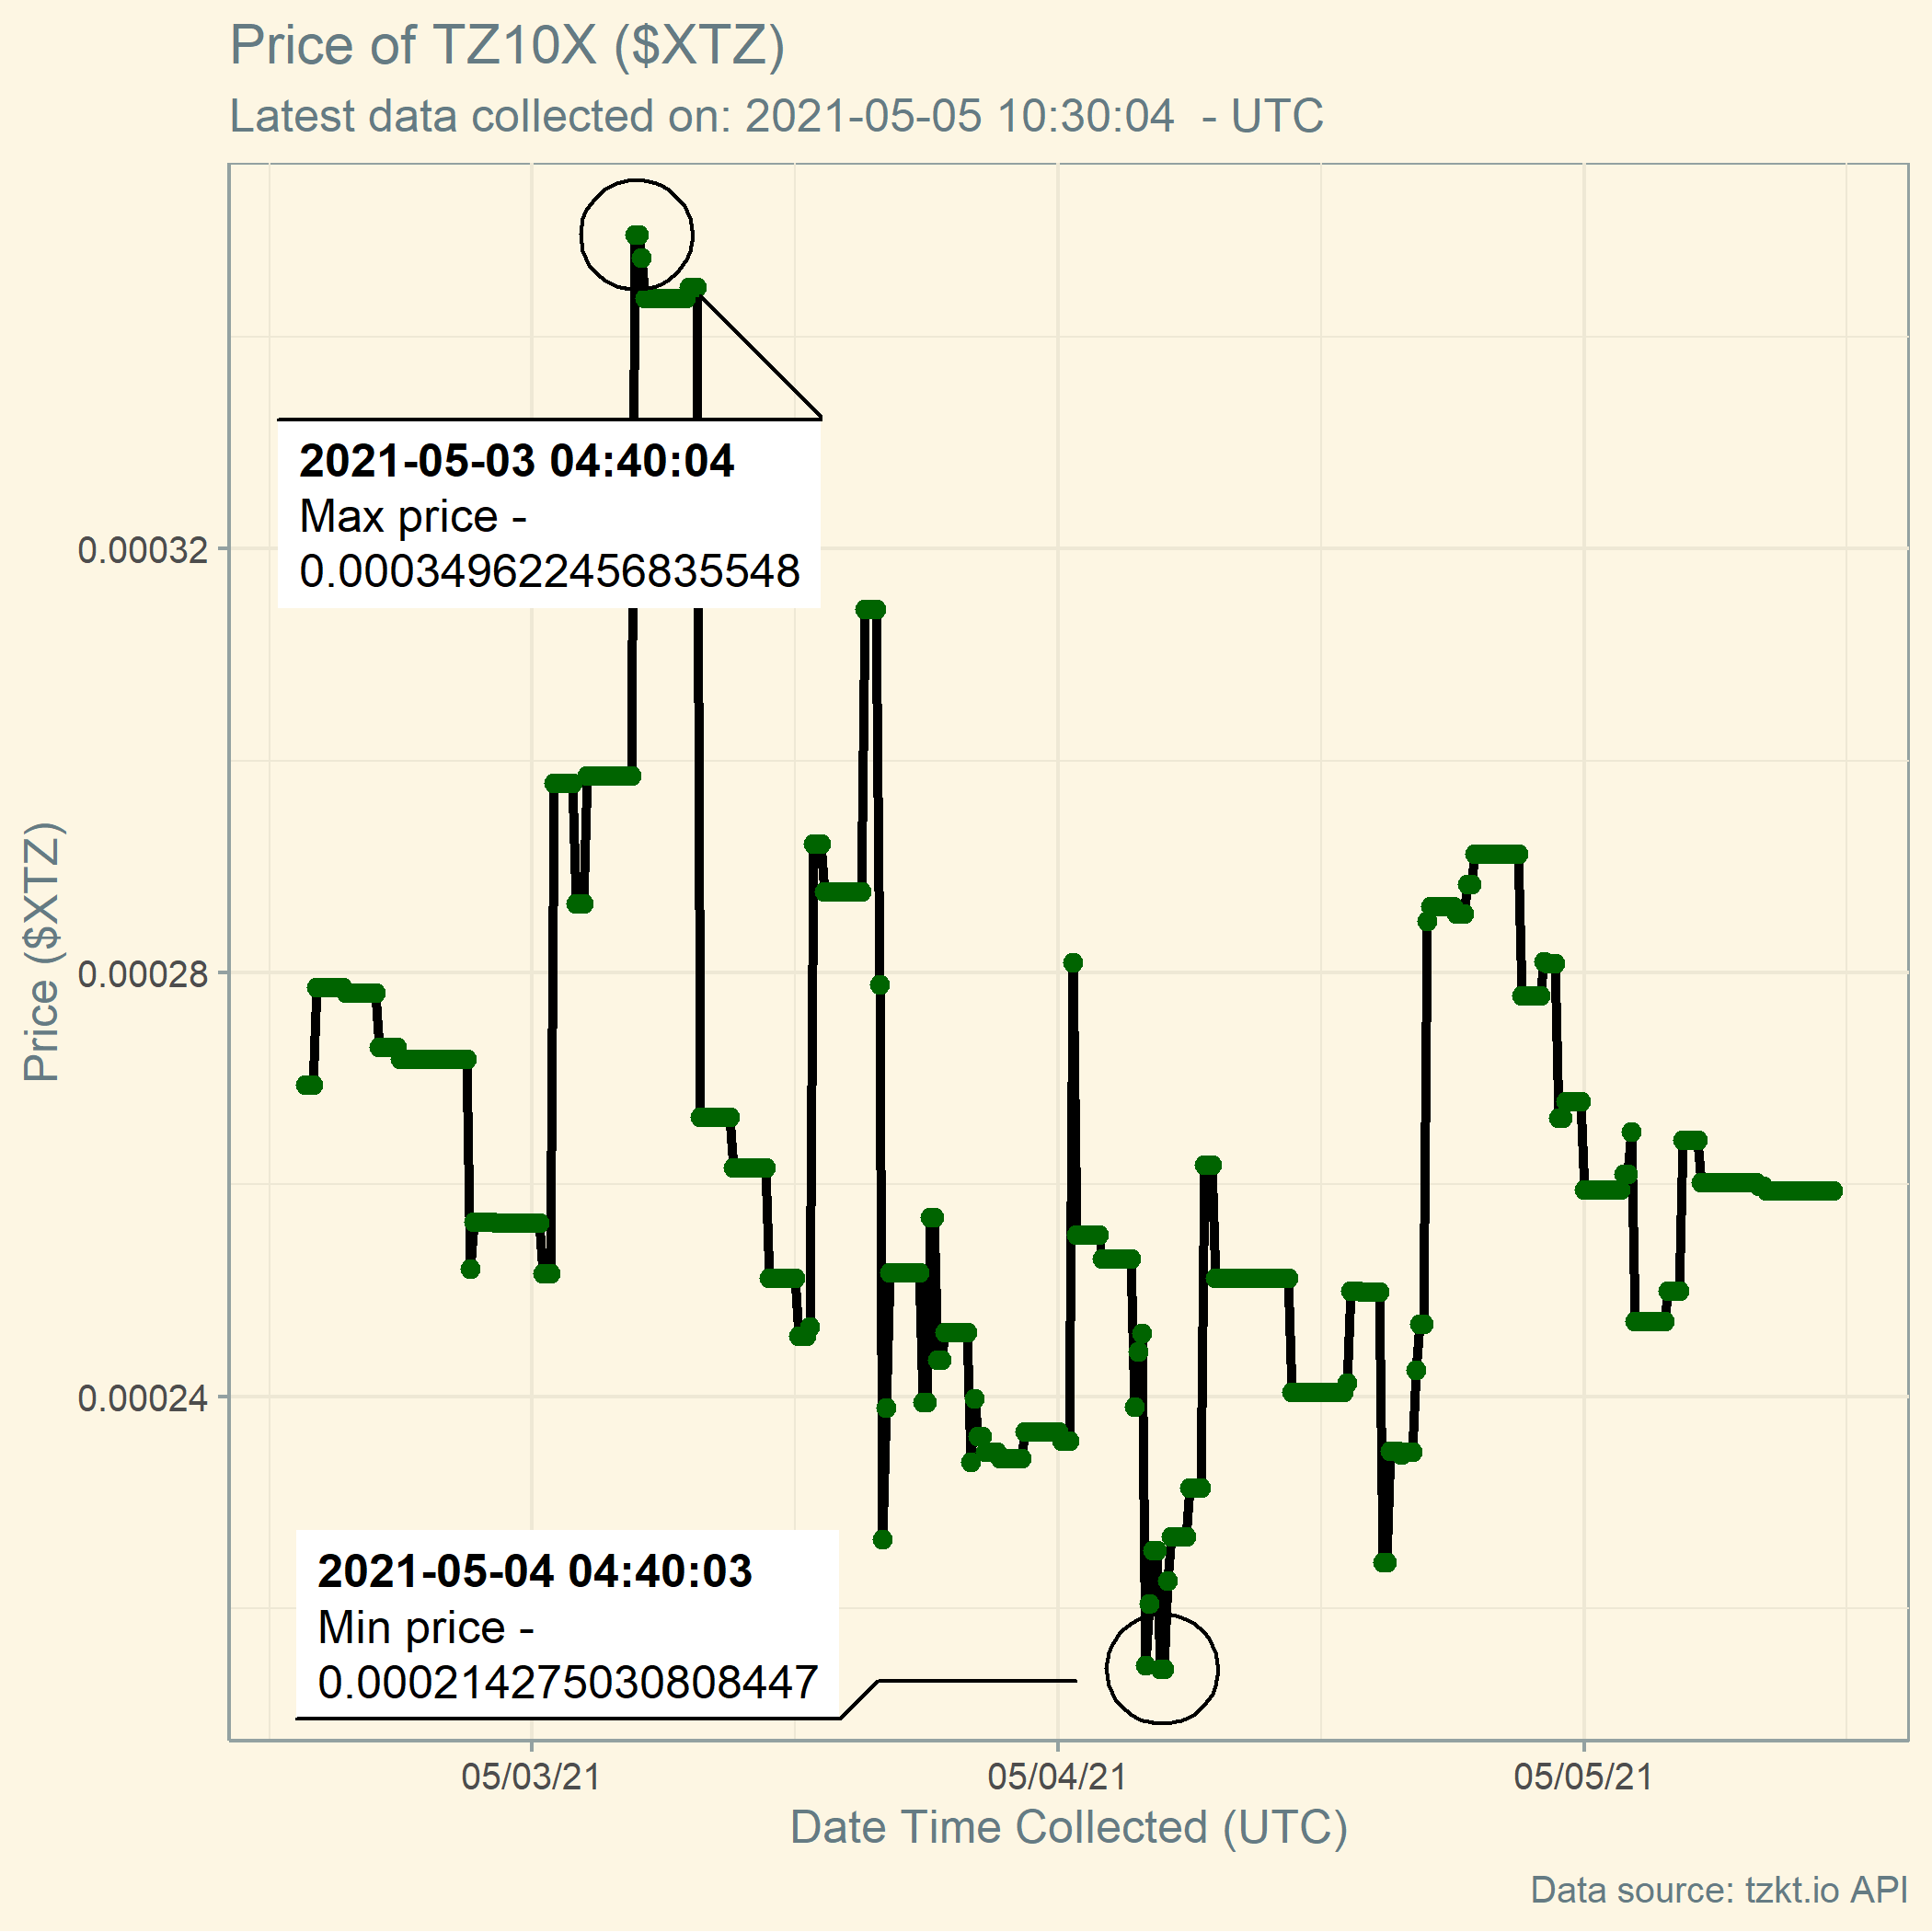 Price of TZ10X ($XTZ)
Latest data collected on: 2021-05-05 10:30:04  - UTC
2021-05-03 04:40:04
Max price -
0.000349622456835548
0.00032
0.00028
0.00024
Price ($XTZ)
2021-05-04 04:40:03
Min price -
0.000214275030808447
05/03/21
05/04/21
05/05/21
Date Time Collected (UTC)
Data source: tzkt.io API